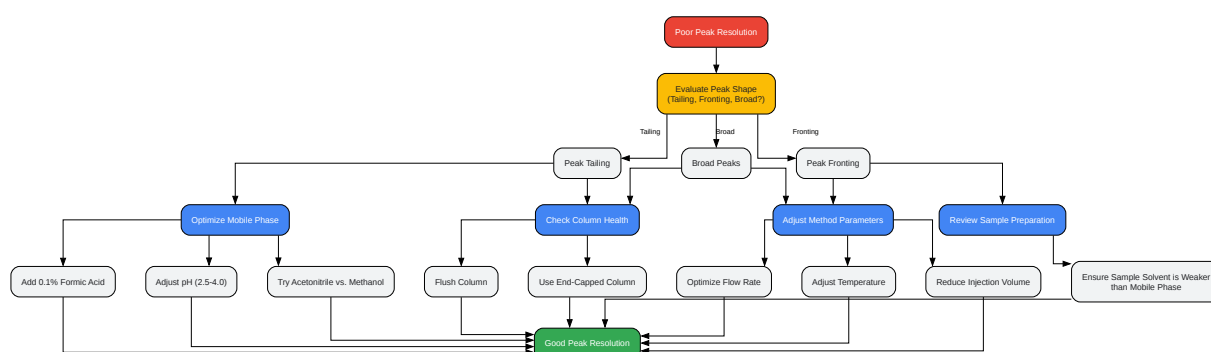 Poor Peak Resolution
Evaluate Peak Shape
(Tailing, Fronting, Broad?)
Tailing
Broad
Fronting
Peak Tailing
Broad Peaks
Peak Fronting
Optimize Mobile Phase
Check Column Health
Adjust Method Parameters
Review Sample Preparation
Add 0.1% Formic Acid
Adjust pH (2.5-4.0)
Try Acetonitrile vs. Methanol
Flush Column
Use End-Capped Column
Optimize Flow Rate
Adjust Temperature
Reduce Injection Volume
Ensure Sample Solvent is Weaker
than Mobile Phase
Good Peak Resolution